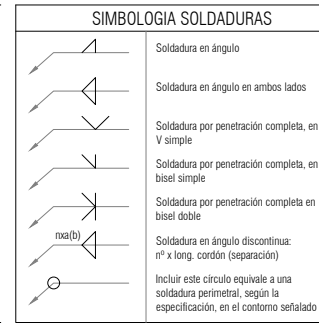 SIMBOLOGIA SOLDADURAS
Soldadura en ángulo
Soldadura en ángulo en ambos lados
Soldadura por penetración completa, en
V simple
Soldadura por penetración completa, en
bisel simple
Soldadura por penetración completa en
bisel doble
nxa(b)
Soldadura en ángulo discontinua:
nº x long. cordón (separación)
Incluir este círculo equivale a una
soldadura perimetral, según la
especificación, en el contorno señalado